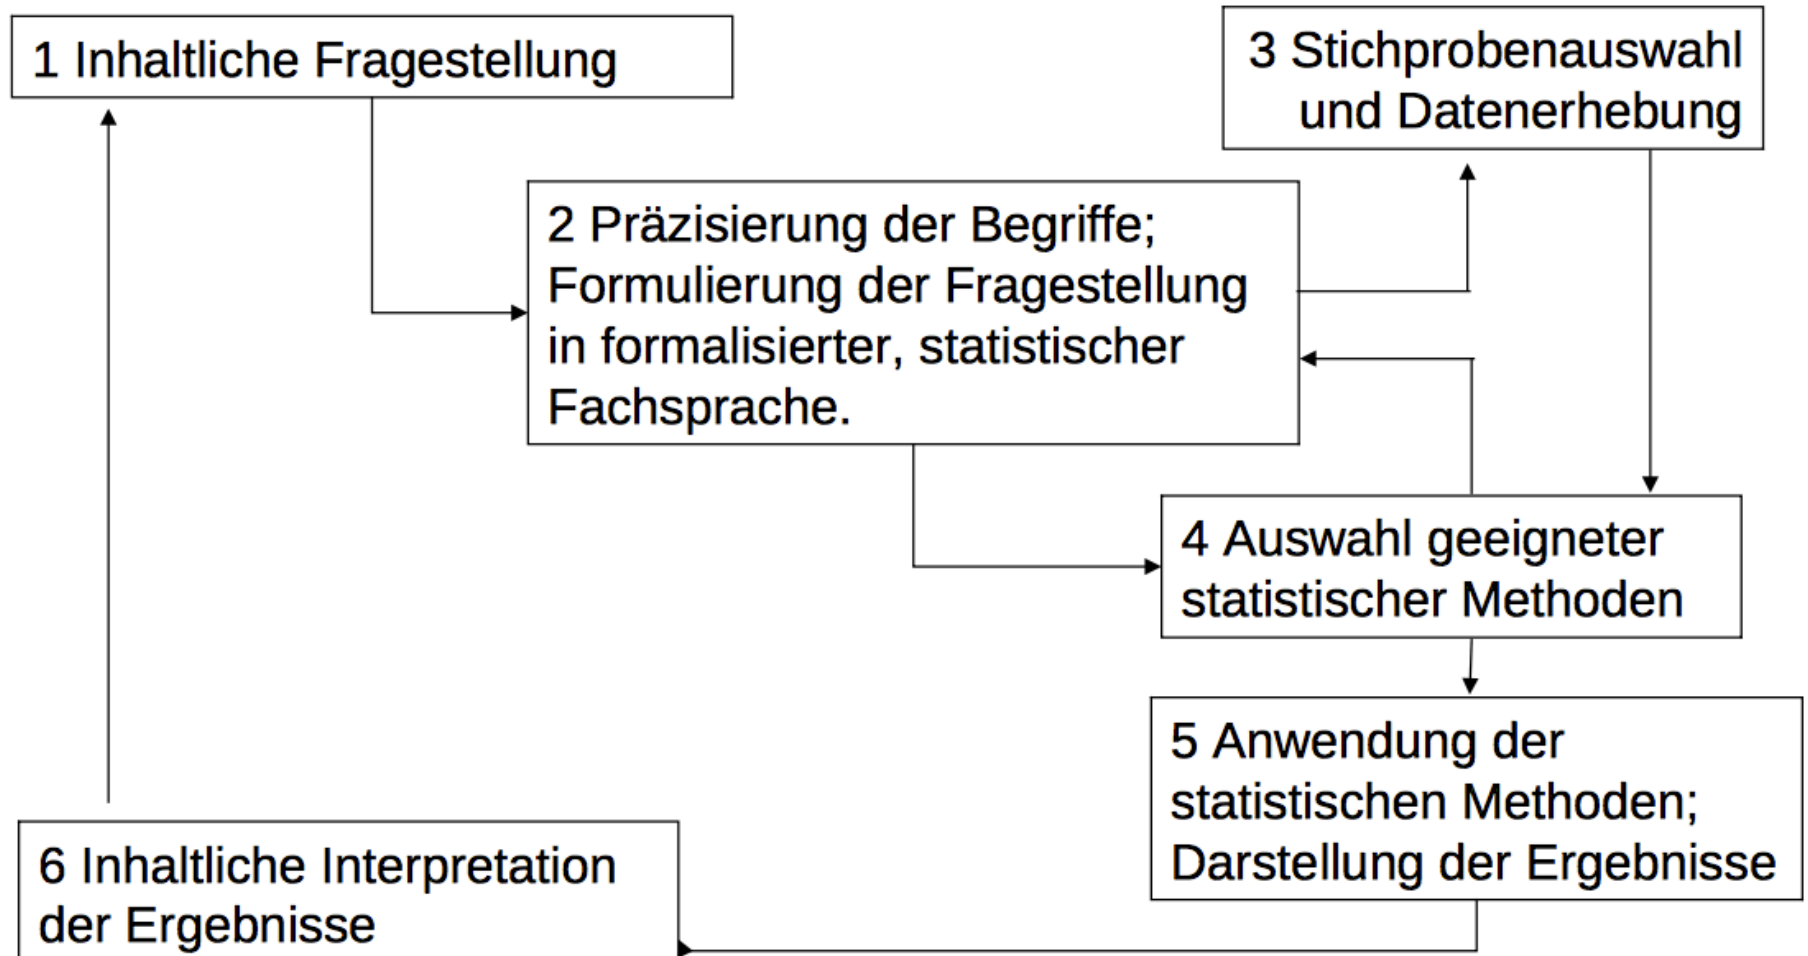 1 Inhaltliche Fragestellung
3 Stichprobenauswahl
und Datenerhebung
2 Präzisierung der Begriffe;
Formulierung der Fragestellung
in formalisierter, statistischer
Fachsprache.
4 Auswahl geeigneter
statistischer Methoden
5 Anwendung der
statistischen Methoden;
Darstellung der Ergebnisse
6 Inhaltliche Interpretation
der Ergebnisse